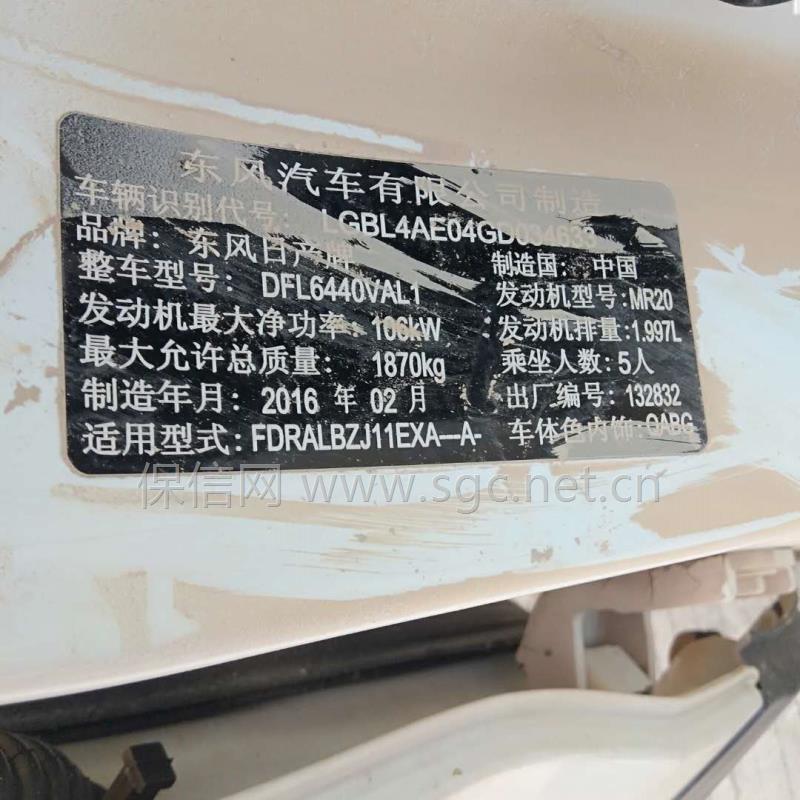 东风汽车有限公司制造
车辆识别代号: LGBL4AE04GD034633
品牌: 东风日产牌 制造国: 中国
整车型号: DFL6440VAL1 发动机型号: MR20
发动机最大净功率: 106kW 发动机排量: 1.997L
最大允许总质量: 1870kg 乘坐人数: 5人
制造年月: 2016 年 02 月 出厂编号: 132832
适用型式: FDRALBZJ11EXA---A- 车体色内饰: QABG
保信网 www.sgc.net.cn